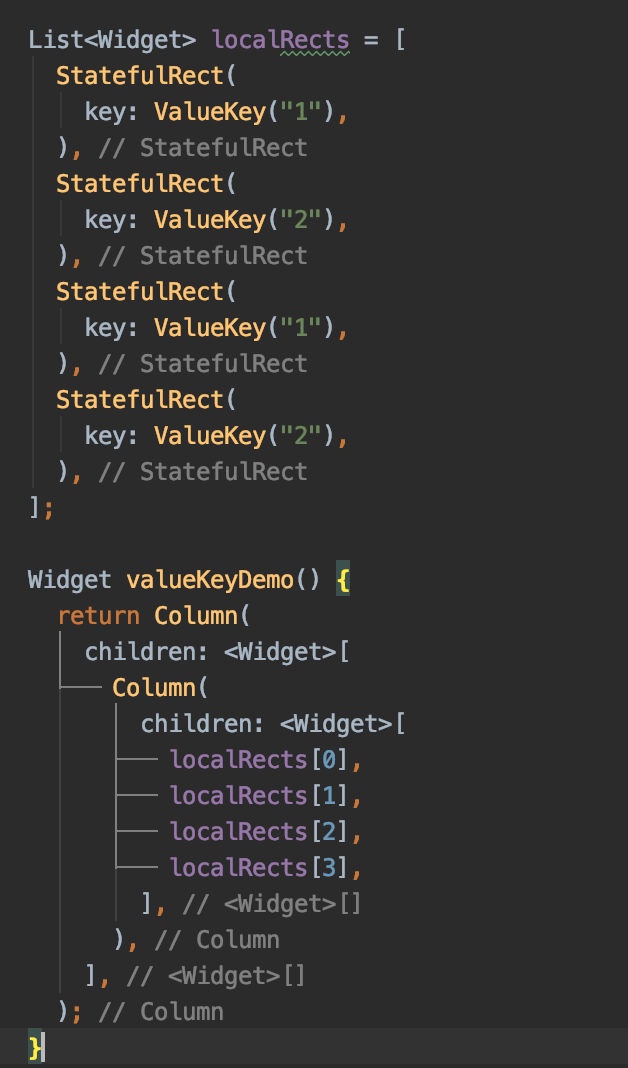 List<Widget> localRects = [
  StatefulRect(
    key: ValueKey("1"),
  ), // StatefulRect
  StatefulRect(
    key: ValueKey("2"),
  ), // StatefulRect
  StatefulRect(
    key: ValueKey("1"),
  ), // StatefulRect
  StatefulRect(
    key: ValueKey("2"),
  ), // StatefulRect
];

Widget valueKeyDemo() {
  return Column(
    children: <Widget>[
      Column(
        children: <Widget>[
          localRects[0],
          localRects[1],
          localRects[2],
          localRects[3],
        ], // <Widget>[]
      ), // Column
    ], // <Widget>[]
  ); // Column
}